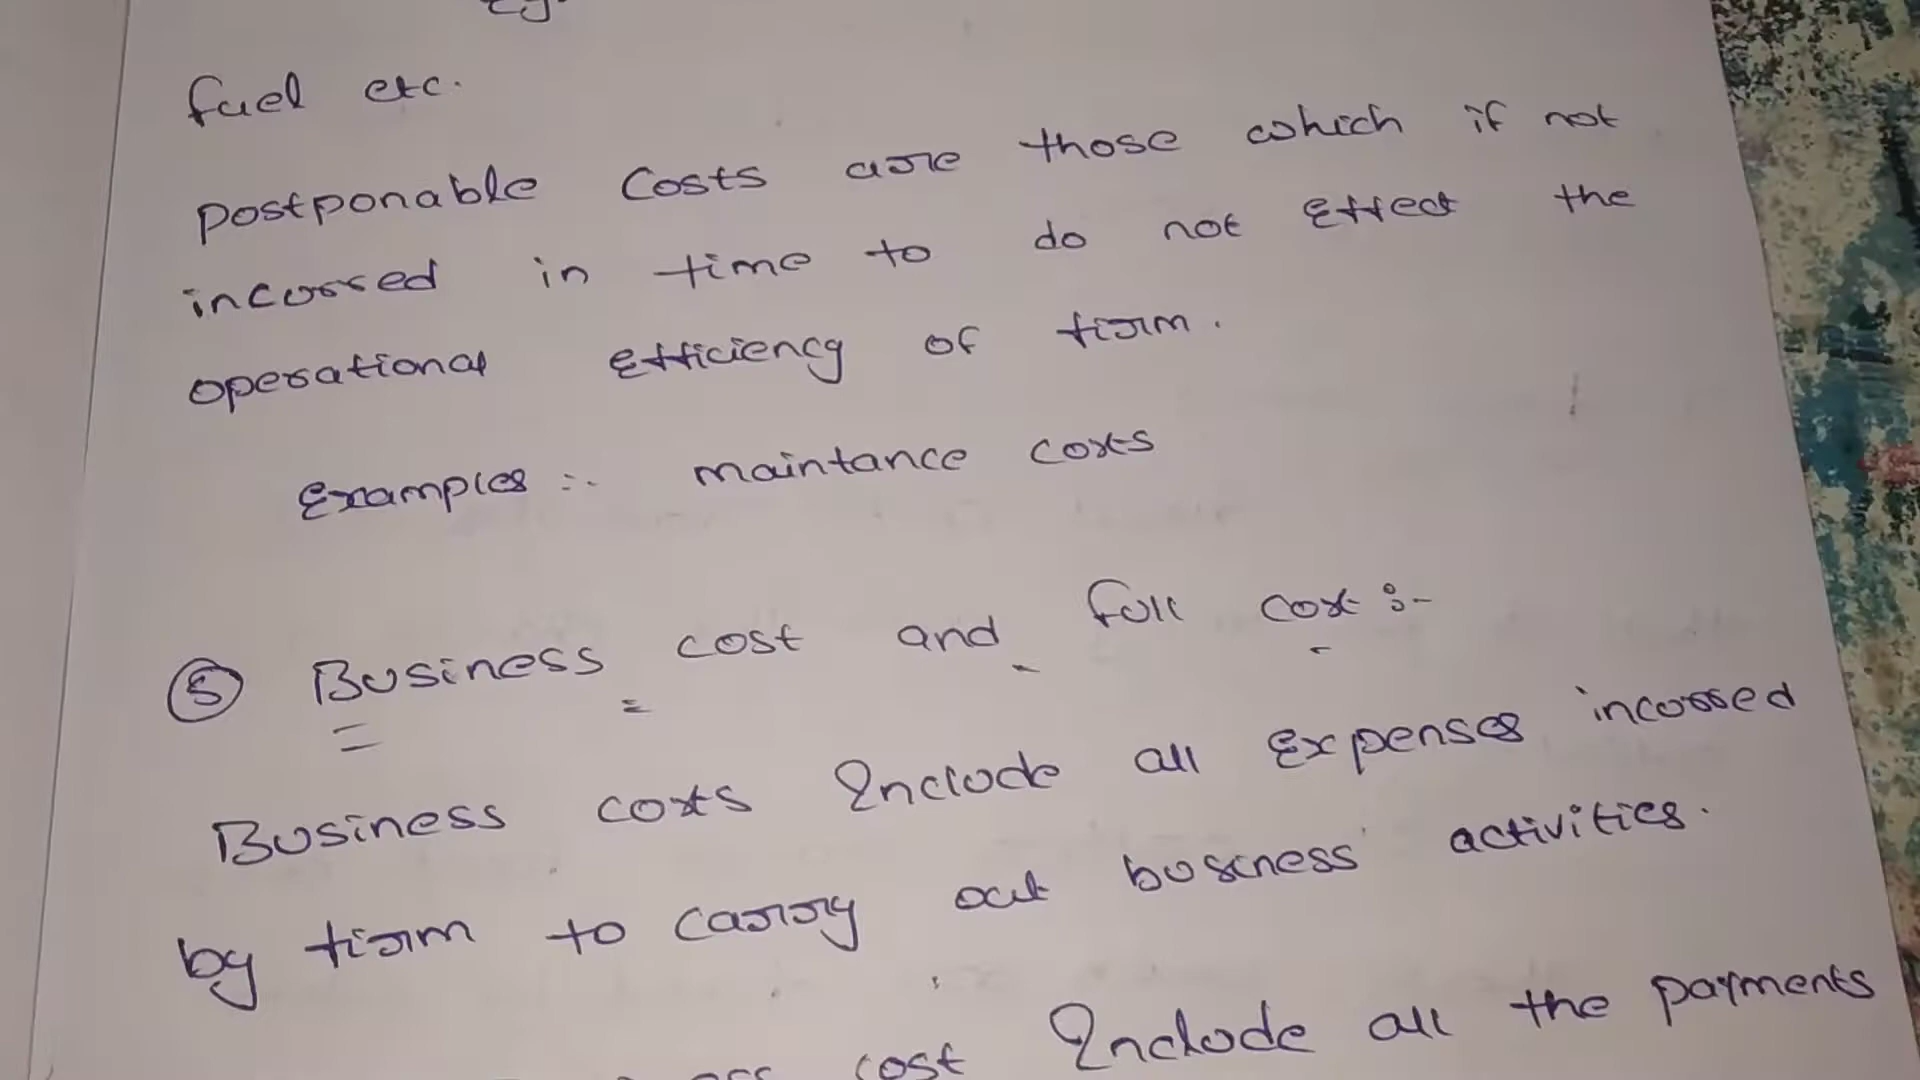 fuel etc.
postponable Costs are those which if not
incurred in time to do not Effect the
operational Efficiency of firm.
Examples :- maintance costs
⑤ Business cost and full cost :-
Business costs Include all Expenses incurred
by firm to carry out business activities.
cost Include all the payments